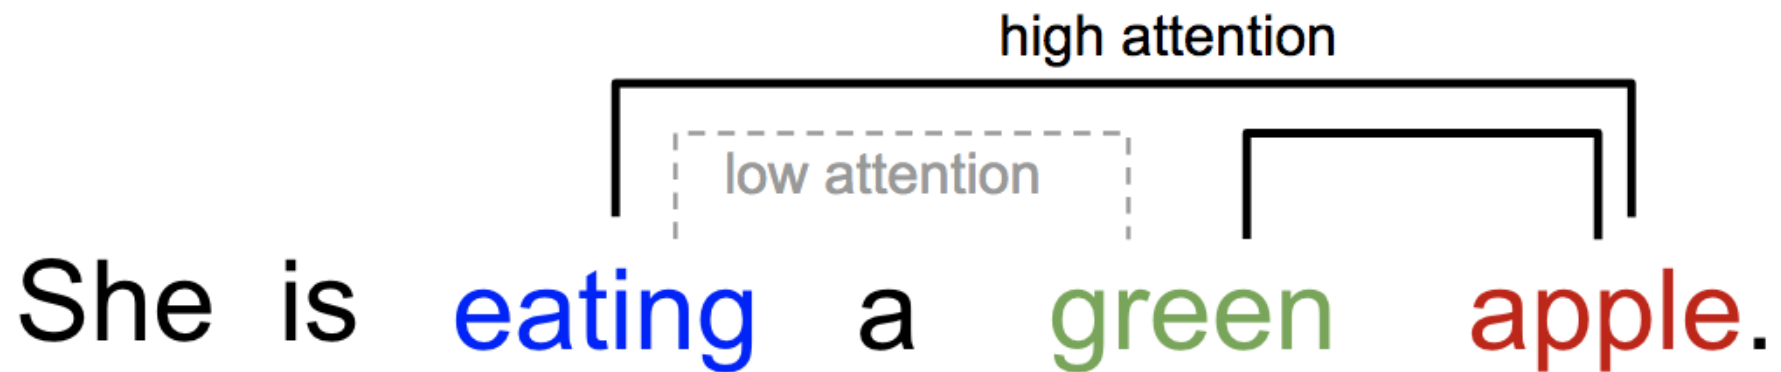 high attention
low attention
She is eating a green apple.